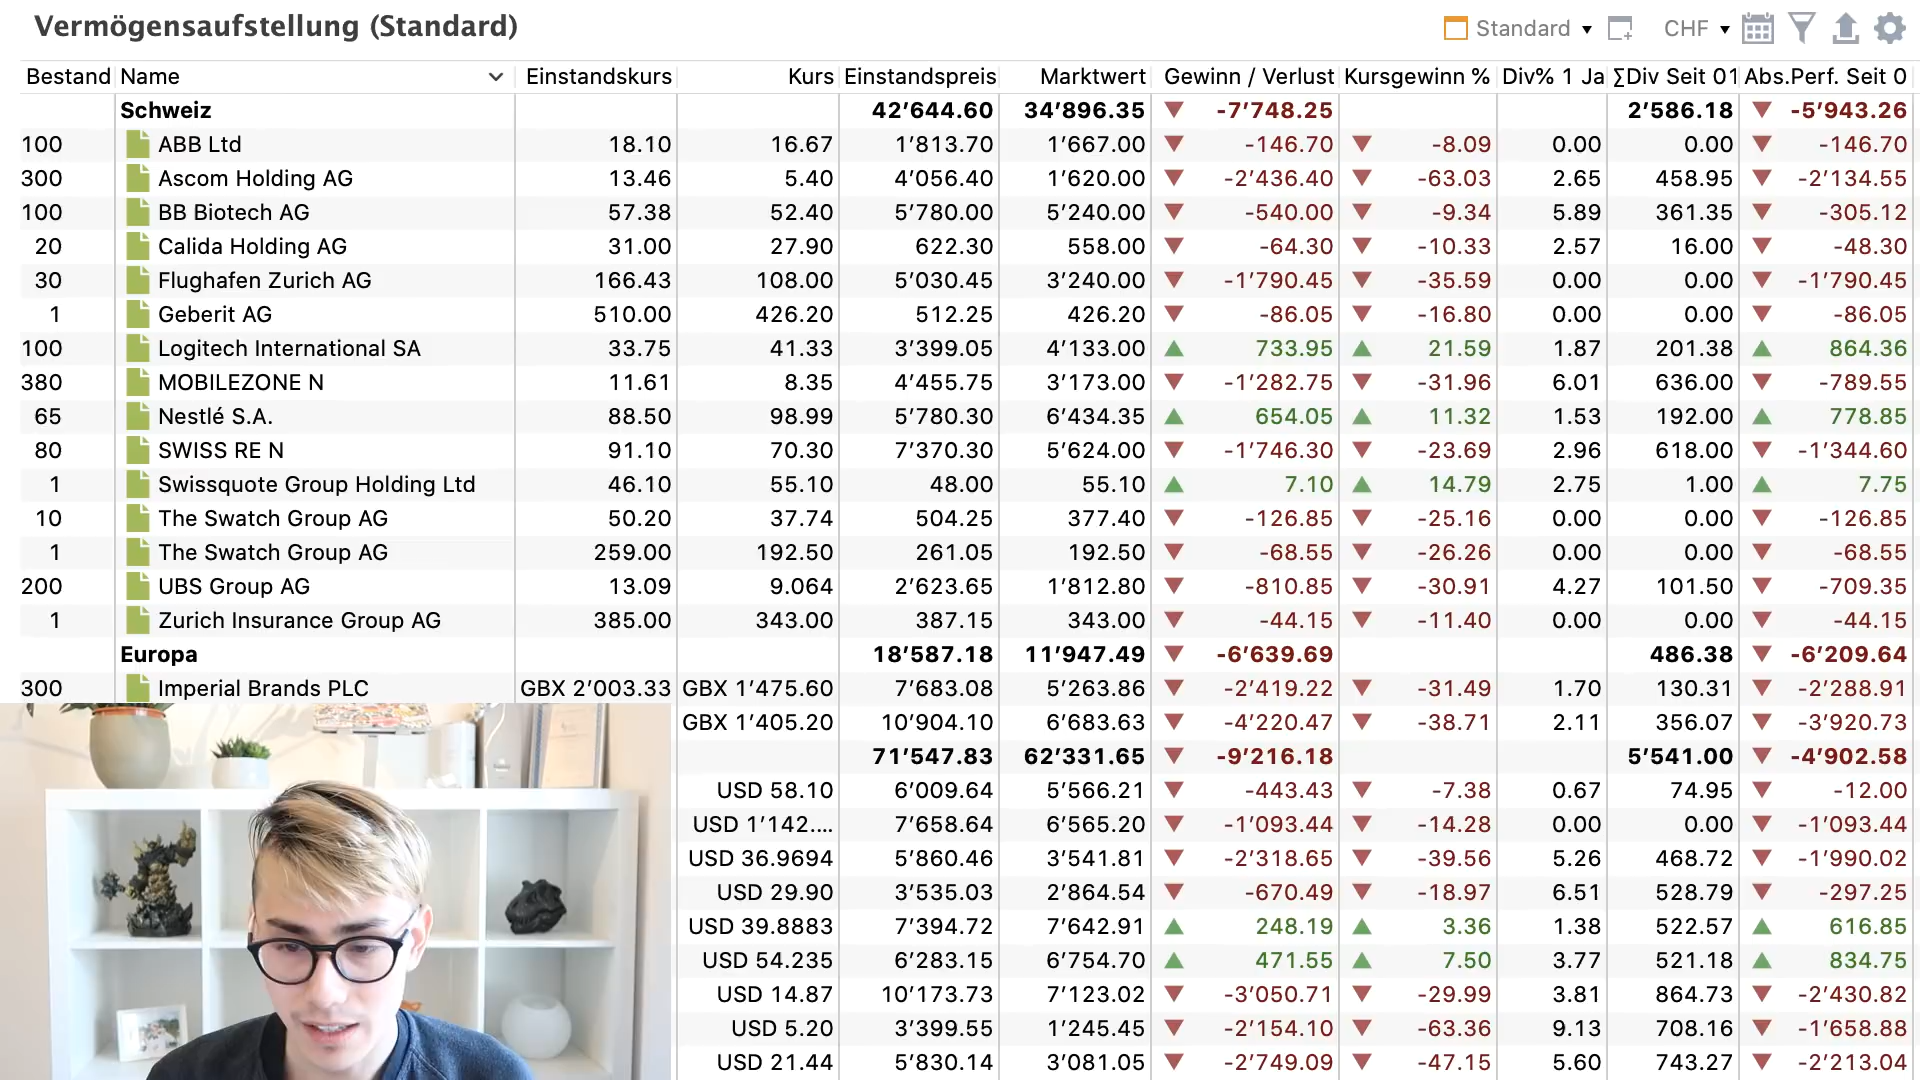 Vermögensaufstellung (Standard) Standard CHF
Bestand Name Einstandskurs Kurs Einstandspreis Marktwert Gewinn / Verlust Kursgewinn % Div% 1 Ja ∑Div Seit 01 Abs.Perf. Seit 0
Schweiz 42’644.60 34’896.35 -7’748.25 2’586.18 -5’943.26
100 ABB Ltd 18.10 16.67 1’813.70 1’667.00 -146.70 -8.09 0.00 0.00 -146.70
300 Ascom Holding AG 13.46 5.40 4’056.40 1’620.00 -2’436.40 -63.03 2.65 458.95 -2’134.55
100 BB Biotech AG 57.38 52.40 5’780.00 5’240.00 -540.00 -9.34 5.89 361.35 -305.12
20 Calida Holding AG 31.00 27.90 622.30 558.00 -64.30 -10.33 2.57 16.00 -48.30
30 Flughafen Zurich AG 166.43 108.00 5’030.45 3’240.00 -1’790.45 -35.59 0.00 0.00 -1’790.45
1 Geberit AG 510.00 426.20 512.25 426.20 -86.05 -16.80 0.00 0.00 -86.05
100 Logitech International SA 33.75 41.33 3’399.05 4’133.00 733.95 21.59 1.87 201.38 864.36
380 MOBILEZONE N 11.61 8.35 4’455.75 3’173.00 -1’282.75 -31.96 6.01 636.00 -789.55
65 Nestlé S.A. 88.50 98.99 5’780.30 6’434.35 654.05 11.32 1.53 192.00 778.85
80 SWISS RE N 91.10 70.30 7’370.30 5’624.00 -1’746.30 -23.69 2.96 618.00 -1’344.60
1 Swissquote Group Holding Ltd 46.10 55.10 48.00 55.10 7.10 14.79 2.75 1.00 7.75
10 The Swatch Group AG 50.20 37.74 504.25 377.40 -126.85 -25.16 0.00 0.00 -126.85
1 The Swatch Group AG 259.00 192.50 261.05 192.50 -68.55 -26.26 0.00 0.00 -68.55
200 UBS Group AG 13.09 9.064 2’623.65 1’812.80 -810.85 -30.91 4.27 101.50 -709.35
1 Zurich Insurance Group AG 385.00 343.00 387.15 343.00 -44.15 -11.40 0.00 0.00 -44.15
Europa 18’587.18 11’947.49 -6’639.69 486.38 -6’209.64
300 Imperial Brands PLC GBX 2’003.33 GBX 1’475.60 7’683.08 5’263.86 -2’419.22 -31.49 1.70 130.31 -2’288.91
GBX 1’405.20 10’904.10 6’683.63 -4’220.47 -38.71 2.11 356.07 -3’920.73
71’547.83 62’331.65 -9’216.18 5’541.00 -4’902.58
USD 58.10 6’009.64 5’566.21 -443.43 -7.38 0.67 74.95 -12.00
USD 1’142.... 7’658.64 6’565.20 -1’093.44 -14.28 0.00 0.00 -1’093.44
USD 36.9694 5’860.46 3’541.81 -2’318.65 -39.56 5.26 468.72 -1’990.02
USD 29.90 3’535.03 2’864.54 -670.49 -18.97 6.51 528.79 -297.25
USD 39.8883 7’394.72 7’642.91 248.19 3.36 1.38 522.57 616.85
USD 54.235 6’283.15 6’754.70 471.55 7.50 3.77 521.18 834.75
USD 14.87 10’173.73 7’123.02 -3’050.71 -29.99 3.81 864.73 -2’430.82
USD 5.20 3’399.55 1’245.45 -2’154.10 -63.36 9.13 708.16 -1’658.88
USD 21.44 5’830.14 3’081.05 -2’749.09 -47.15 5.60 743.27 -2’213.04